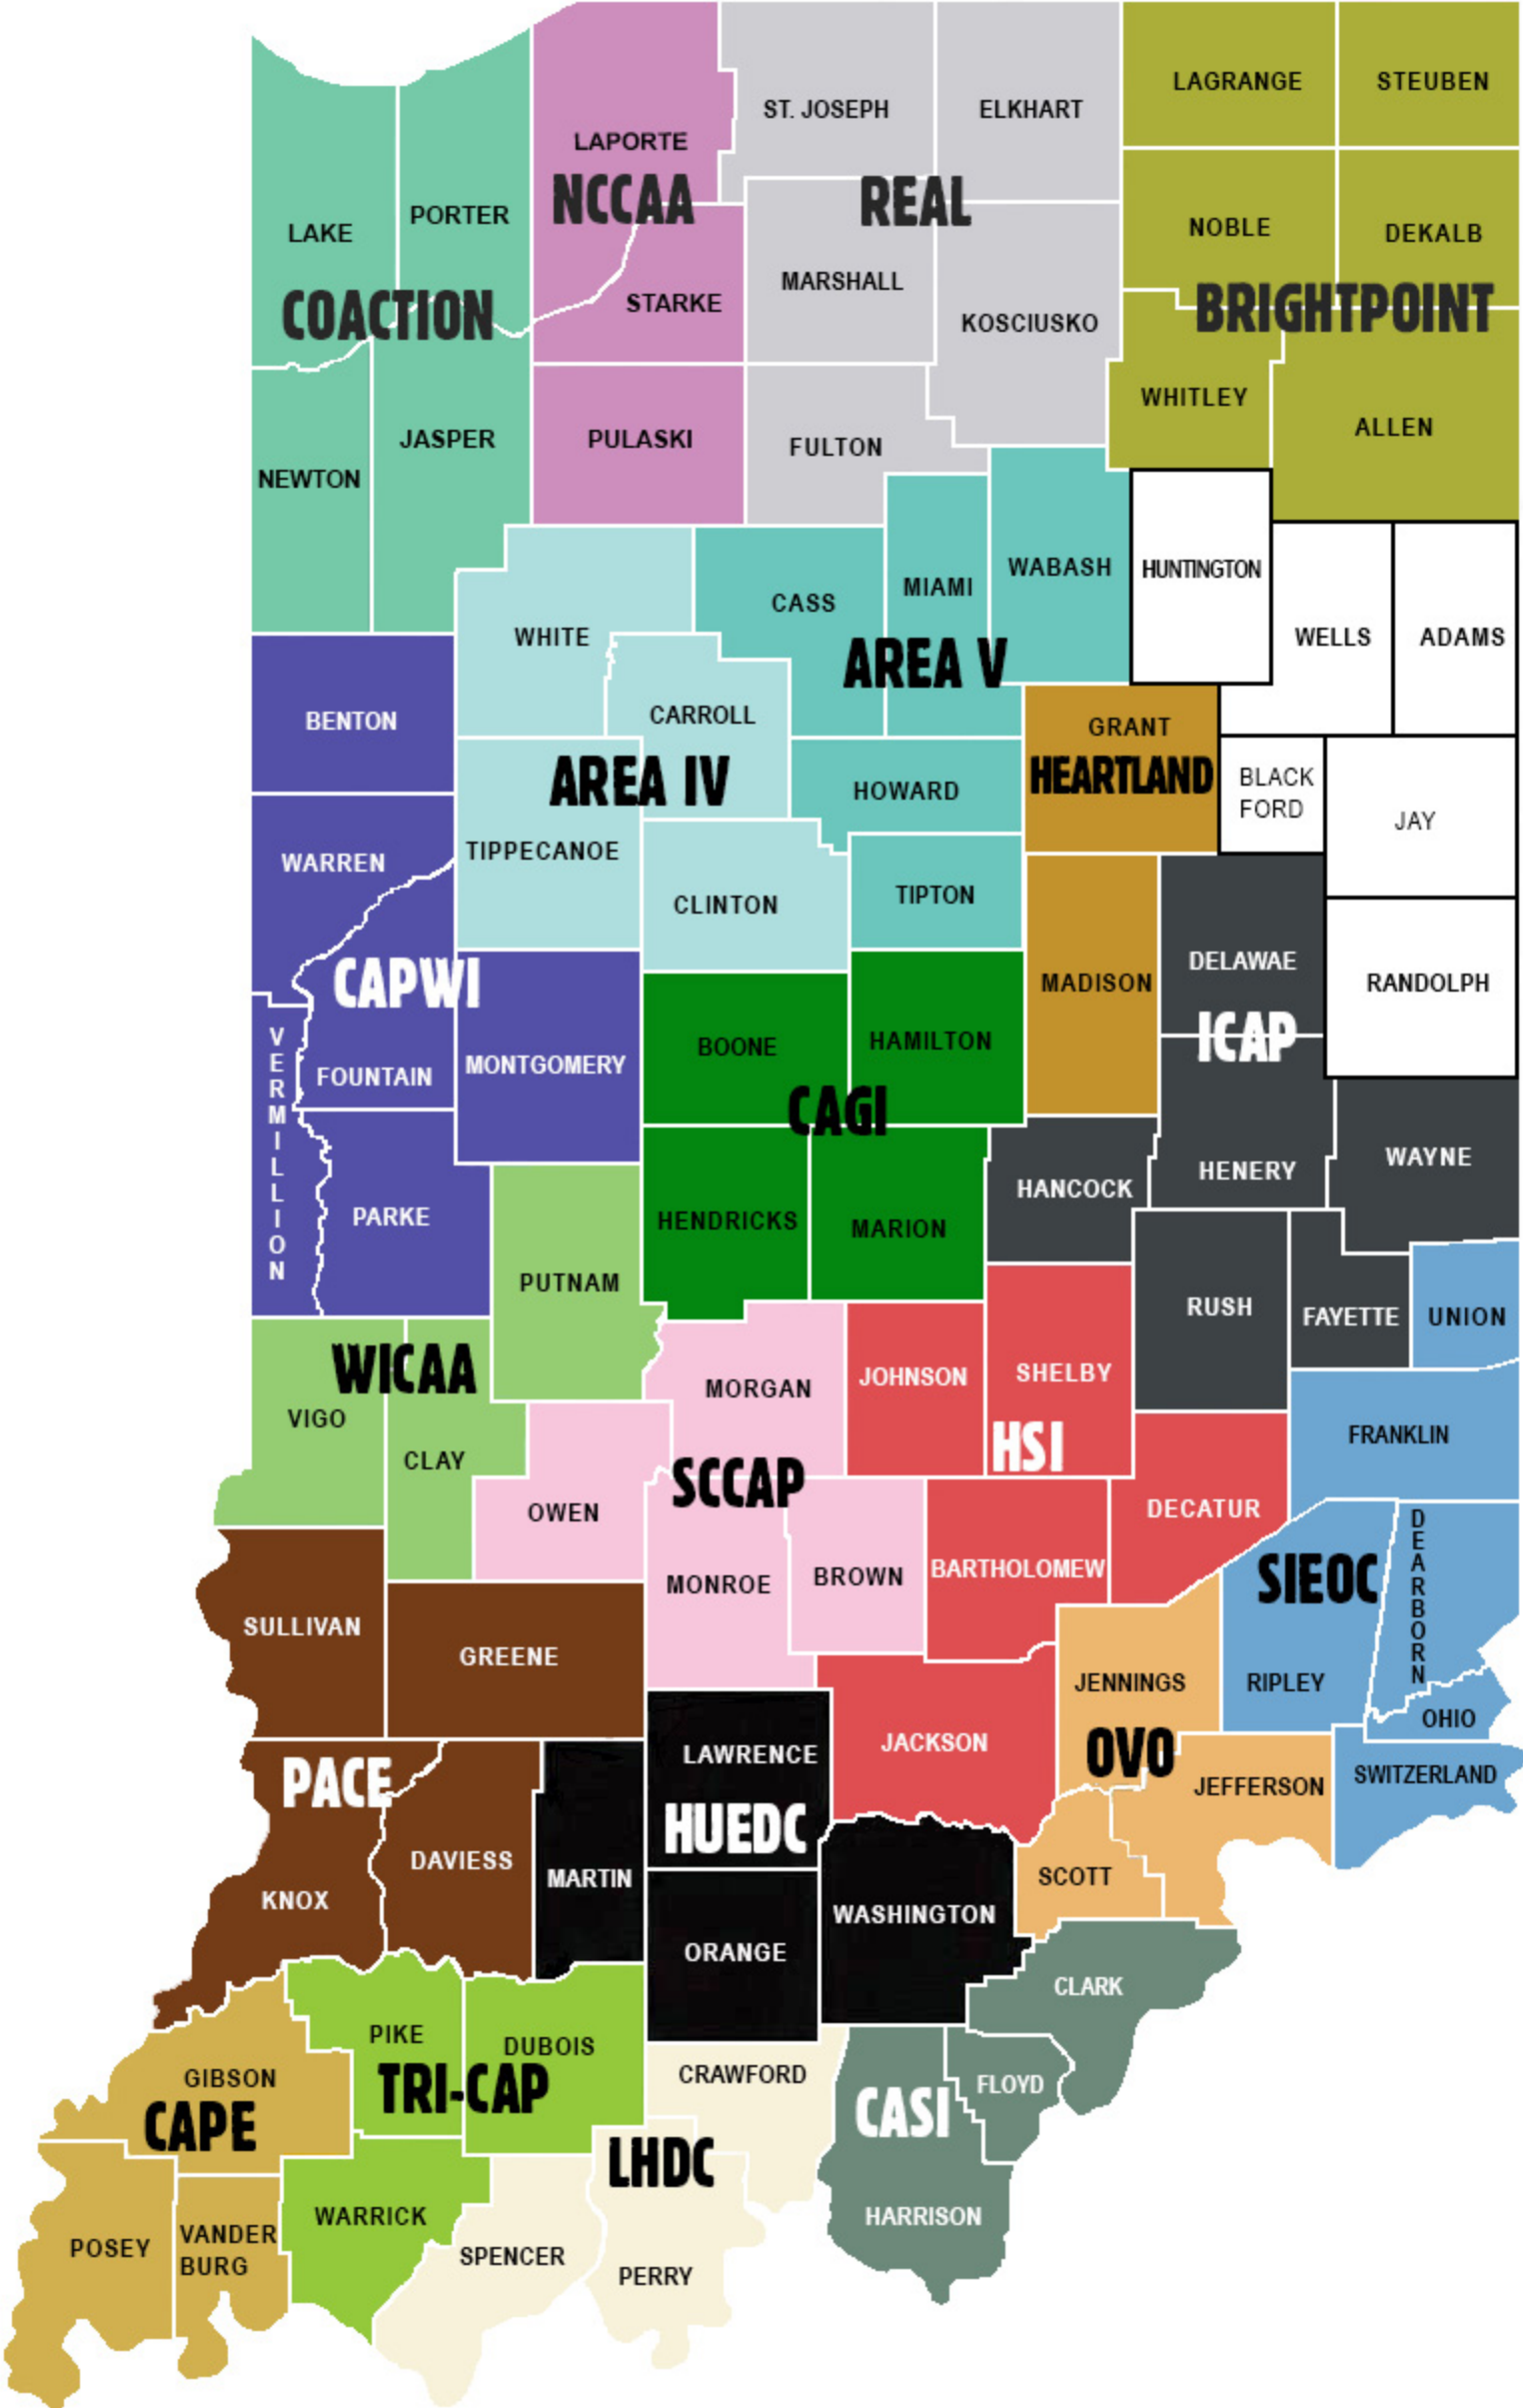 LAGRANGE
STEUBEN
ST. JOSEPH
ELKHART
LAPORTE
NCCAA
REAL
PORTER
LAKE
NOBLE
DEKALB
COACTION
STARKE
MARSHALL
KOSCIUSKO
BRIGHTPOINT
WHITLEY
ALLEN
JASPER
PULASKI
FULTON
NEWTON
WABASH
HUNTINGTON
MIAMI
CASS
WHITE
WELLS
ADAMS
AREA V
BENTON
CARROLL
GRANT
HEARTLAND
AREA IV
HOWARD
BLACK
FORD
JAY
WARREN
TIPPECANOE
CLINTON
TIPTON
DELAWAE
MADISON
RANDOLPH
CAPWI
ICAP
VERMILLION
FOUNTAIN
MONTGOMERY
BOONE
HAMILTON
CAGI
HANCOCK
HENERY
WAYNE
PARKE
HENDRICKS
MARION
PUTNAM
RUSH
FAYETTE
UNION
WICAA
MORGAN
JOHNSON
SHELBY
VIGO
CLAY
HSI
FRANKLIN
SCCAP
OWEN
DECATUR
MONROE
BROWN
BARTHOLOMEW
SIEOC
DEARBORN
SULLIVAN
GREENE
JENNINGS
RIPLEY
OHIO
LAWRENCE
JACKSON
OVO
SWITZERLAND
JEFFERSON
PACE
HUEDC
DAVIESS
MARTIN
SCOTT
KNOX
WASHINGTON
ORANGE
CLARK
PIKE
DUBOIS
GIBSON
TRI-CAP
CRAWFORD
FLOYD
CASI
CAPE
LHDC
WARRICK
HARRISON
POSEY
VANDER
BURG
SPENCER
PERRY